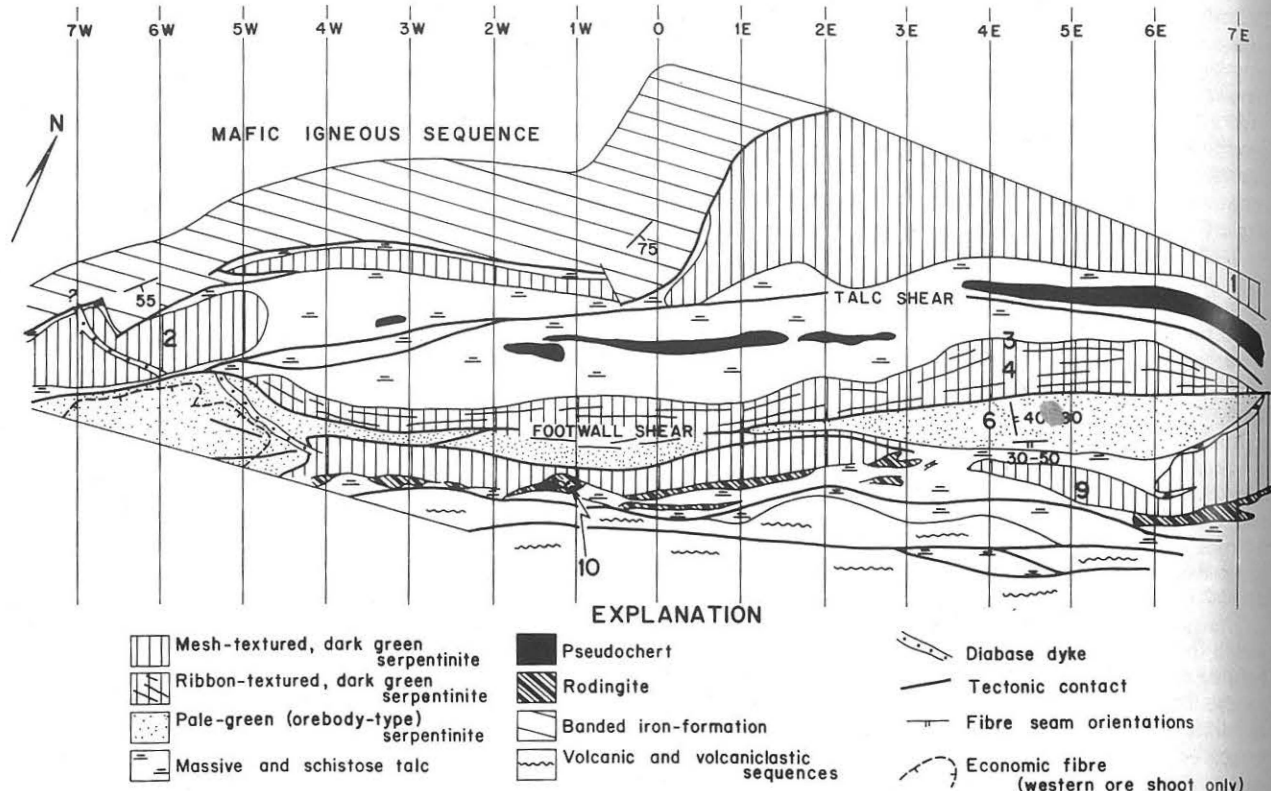 7W 6W 5W 4W 3W 2W 1W 0 1E 2E 3E 4E 5E 6E 7E
N
MAFIC IGNEOUS SEQUENCE
75
?
55
TALC SHEAR
1
2
3
4
FOOTWALL SHEAR
6
30-50
9
10
EXPLANATION
Mesh-textured, dark green
serpentinite
Ribbon-textured, dark green
serpentinite
Pale-green (orebody-type)
serpentinite
Massive and schistose talc
Pseudochert
Rodingite
Banded iron-formation
Volcanic and volcaniclastic
sequences
Diabase dyke
Tectonic contact
Fibre seam orientations
Economic fibre
(western ore shoot only)